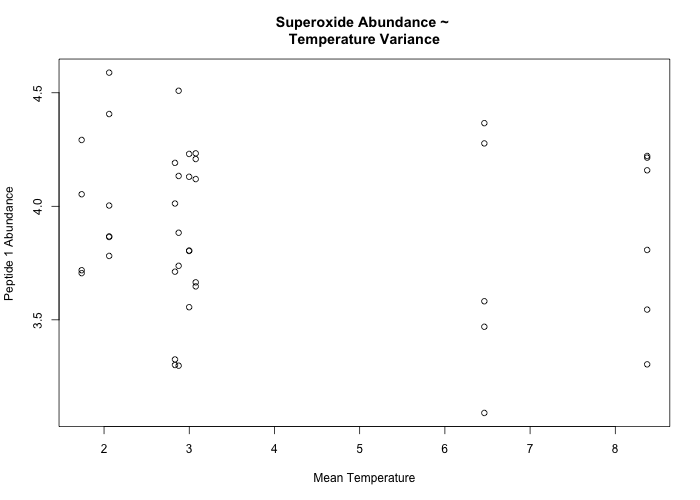 Superoxide Abundance ~
Temperature Variance
4.5
4.0
3.5
Peptide 1 Abundance
2 3 4 5 6 7 8
Mean Temperature